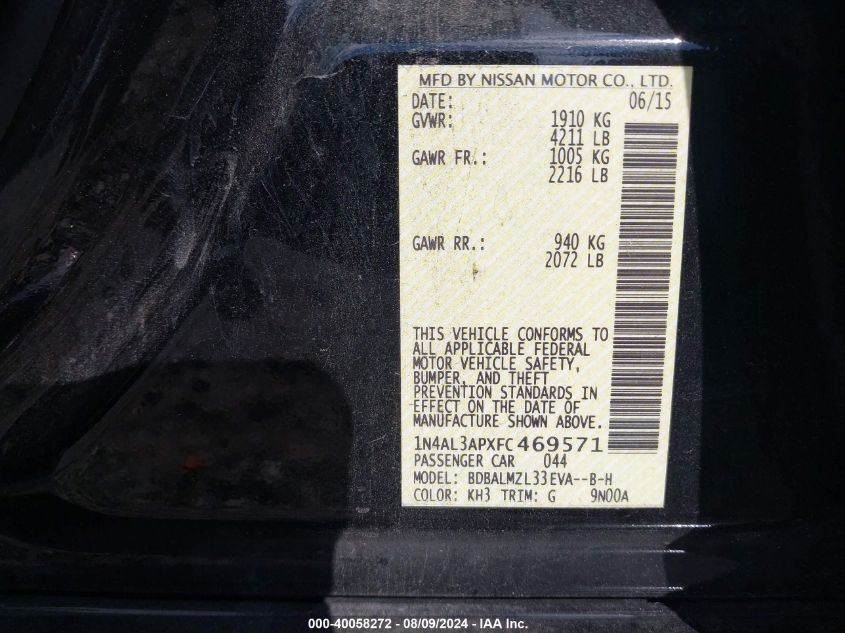 MFD BY NISSAN MOTOR CO., LTD.
DATE: 06/15
GVWR: 1910 KG
4211 LB
GAWR FR.: 1005 KG
2216 LB
GAWR RR.: 940 KG
2072 LB
THIS VEHICLE CONFORMS TO
ALL APPLICABLE FEDERAL
MOTOR VEHICLE SAFETY,
BUMPER, AND THEFT
PREVENTION STANDARDS IN
EFFECT ON THE DATE OF
MANUFACTURE SHOWN ABOVE.
1N4AL3APXFC469571
PASSENGER CAR 044
MODEL: BDBALMZL33EVA--B-H
COLOR: KH3 TRIM: G 9N00A
000-40058272 - 08/09/2024 - IAA Inc.